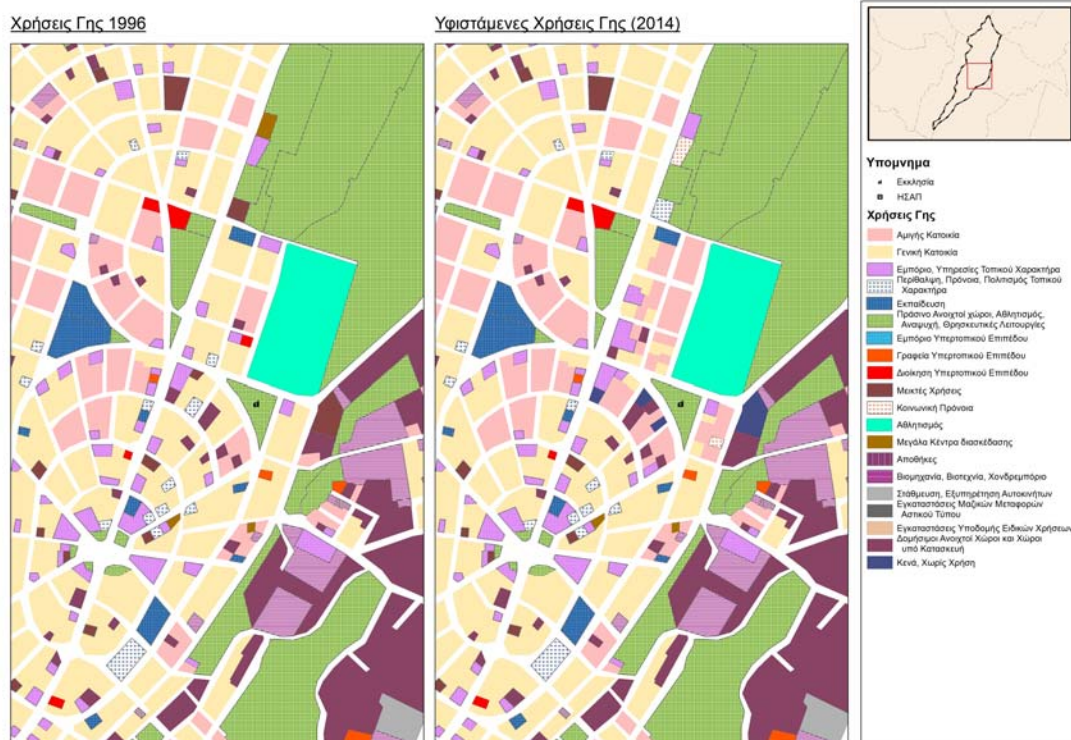 Χρήσεις Γης 1996
Υφιστάμενες Χρήσεις Γης (2014)
Υπομνημα
Εκκλησία
ΗΣΑΠ
Χρήσεις Γης
Αμιγής Κατοικία
Γενική Κατοικία
Εμπόριο, Υπηρεσίες Τοπικού Χαρακτήρα
Περίθαλψη, Πρόνοια, Πολιτισμός Τοπικού
Χαρακτήρα
Εκπαίδευση
Πράσινο Ανοιχτοί χώροι, Αθλητισμός,
Αναψυχή, Θρησκευτικές Λειτουργίες
Εμπόριο Υπερτοπικού Επιπέδου
Γραφεία Υπερτοπικού Επιπέδου
Διοίκηση Υπερτοπικού Επιπέδου
Μεικτές Χρήσεις
Κοινωνική Πρόνοια
Αθλητισμός
Μεγάλα Κέντρα διασκέδασης
Αποθήκες
Βιομηχανία, Βιοτεχνία, Χονδρεμπόριο
Στάθμευση, Εξυπηρέτηση Αυτοκινήτων
Εγκαταστάσεις Μαζικών Μεταφορών
Αστικού Τύπου
Εγκαταστάσεις Υποδομής Ειδικών Χρήσεων
Δομήσιμοι Ανοιχτοί Χώροι και Χώροι
υπό Κατασκευή
Κενά, Χωρίς Χρήση